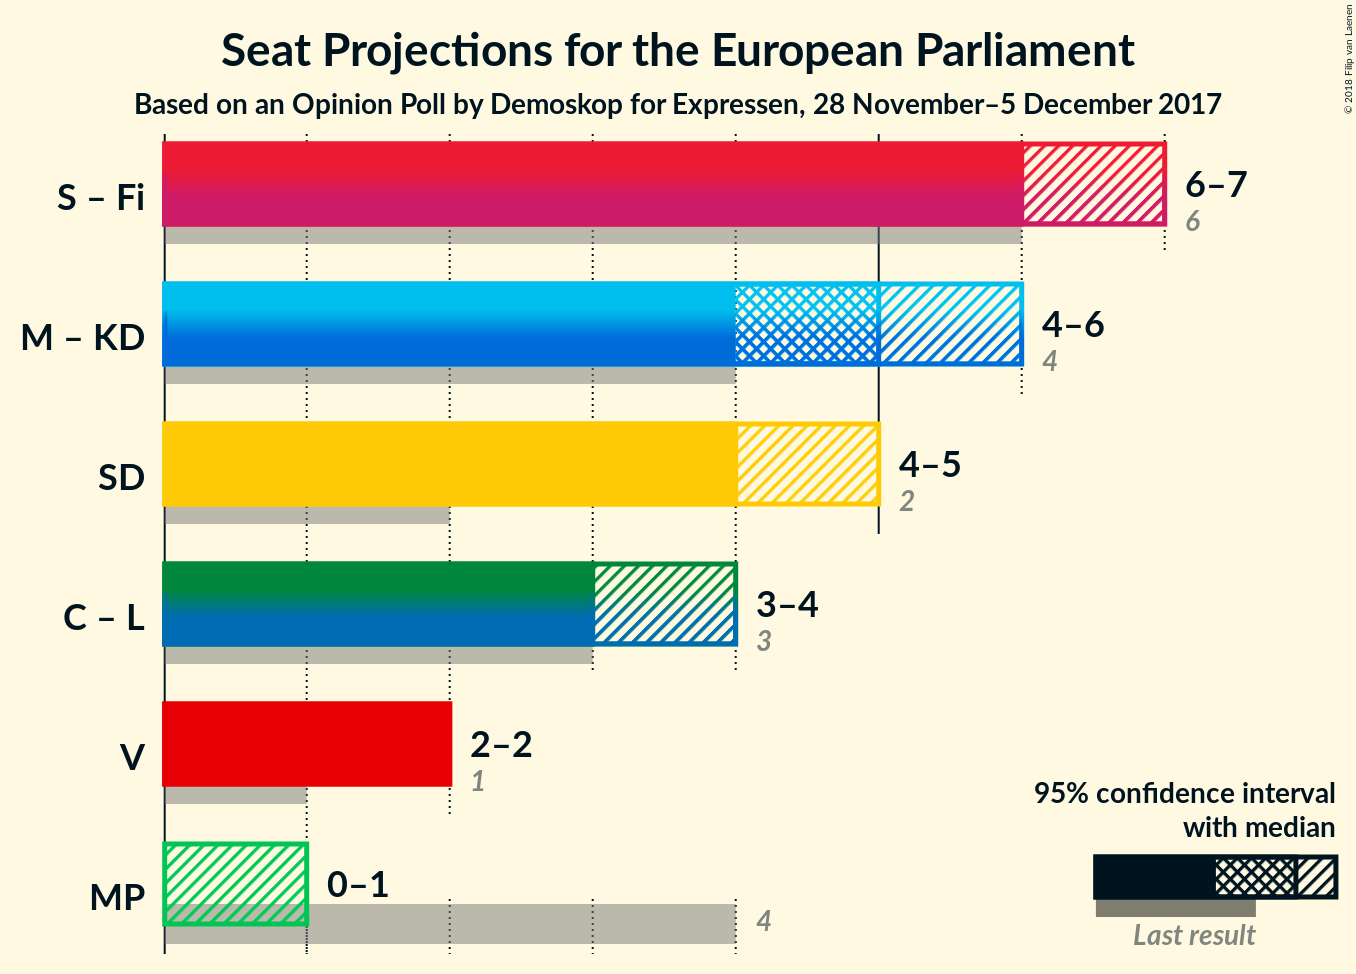 Seat Projections for the European Parliament
Based on an Opinion Poll by Demoskop for Expressen, 28 November–5 December 2017
© 2018 Filip van Laenen
S – Fi
6–7
6
M – KD
4–6
4
SD
4–5
2
C – L
3–4
3
V
2–2
1
MP
0–1
4
95% confidence interval
with median
Last result